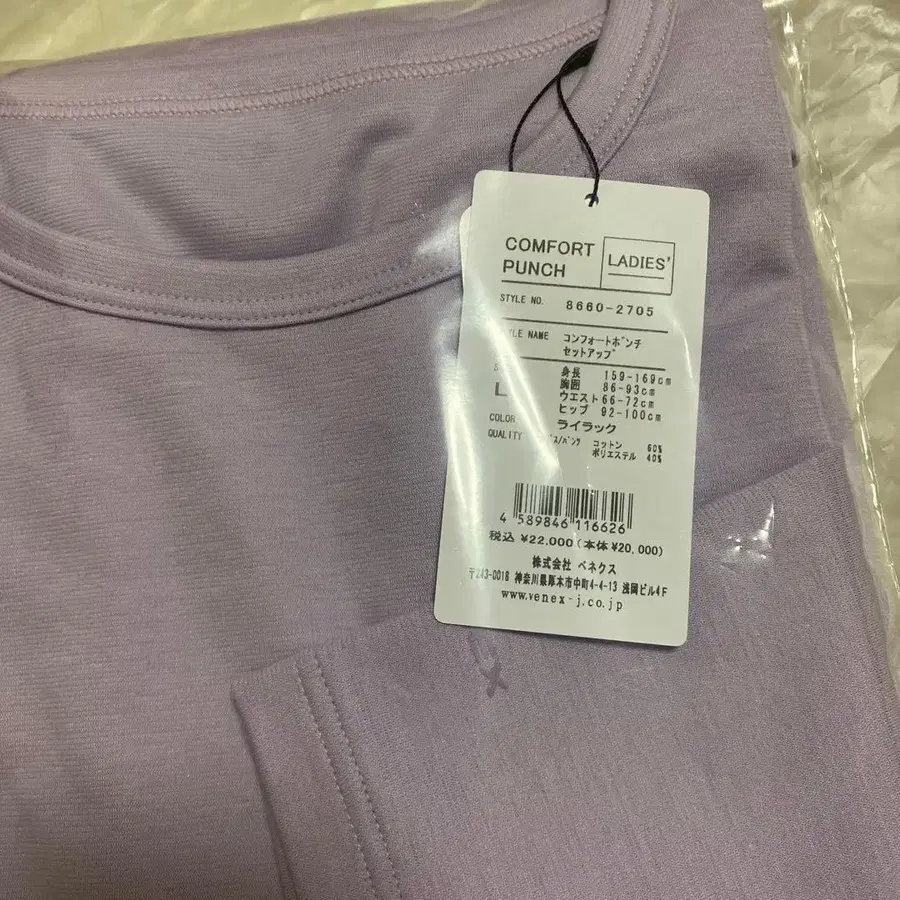 COMFORT
PUNCH
LADIES'
STYLE NO. 8660-2705
STYLE NAME コンフォートポンチ
セットアップ
L
身長 159-169cm
胸囲 86-93cm
ウエスト 66-72cm
ヒップ 92-100cm
COLOR ライラック
QUALITY コットン 60%
ポリエステル 40%
4 589846 116626
税込 ¥22,000(本体¥20,000)
株式会社 ベネクス
〒243-0018 神奈川県厚木市中町4-4-13 浅岡ビル4F
www.venex-j.co.jp